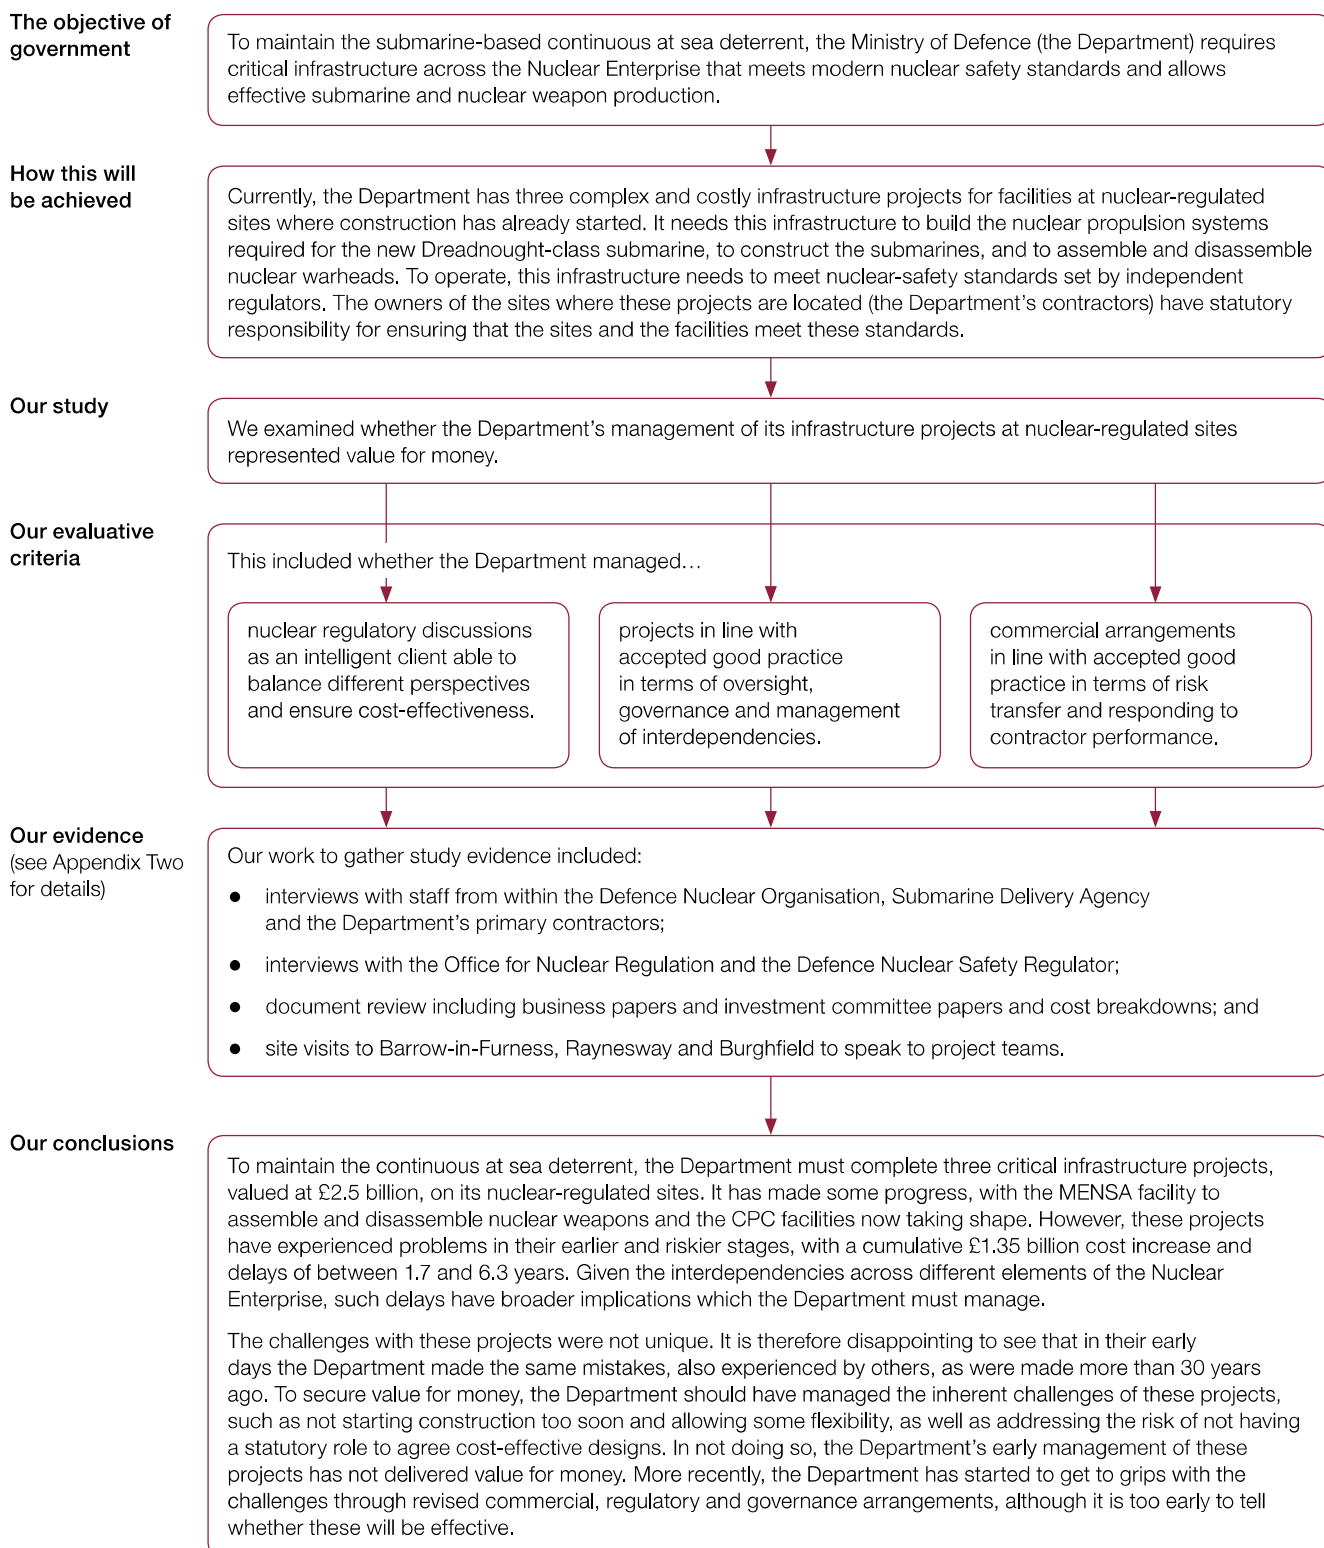 The objective of
government
To maintain the submarine-based continuous at sea deterrent, the Ministry of Defence (the Department) requires
critical infrastructure across the Nuclear Enterprise that meets modern nuclear safety standards and allows
effective submarine and nuclear weapon production.
How this will
be achieved
Currently, the Department has three complex and costly infrastructure projects for facilities at nuclear-regulated
sites where construction has already started. It needs this infrastructure to build the nuclear propulsion systems
required for the new Dreadnought-class submarine, to construct the submarines, and to assemble and disassemble
nuclear warheads. To operate, this infrastructure needs to meet nuclear-safety standards set by independent
regulators. The owners of the sites where these projects are located (the Department's contractors) have statutory
responsibility for ensuring that the sites and the facilities meet these standards.
Our study
We examined whether the Department's management of its infrastructure projects at nuclear-regulated sites
represented value for money.
Our evaluative
criteria
This included whether the Department managed…
nuclear regulatory discussions
as an intelligent client able to
balance different perspectives
and ensure cost-effectiveness.
projects in line with
accepted good practice
in terms of oversight,
governance and management
of interdependencies.
commercial arrangements
in line with accepted good
practice in terms of risk
transfer and responding to
contractor performance.
Our evidence
(see Appendix Two
for details)
Our work to gather study evidence included:
● interviews with staff from within the Defence Nuclear Organisation, Submarine Delivery Agency
and the Department's primary contractors;
● interviews with the Office for Nuclear Regulation and the Defence Nuclear Safety Regulator;
● document review including business papers and investment committee papers and cost breakdowns; and
● site visits to Barrow-in-Furness, Raynesway and Burghfield to speak to project teams.
Our conclusions
To maintain the continuous at sea deterrent, the Department must complete three critical infrastructure projects,
valued at £2.5 billion, on its nuclear-regulated sites. It has made some progress, with the MENSA facility to
assemble and disassemble nuclear weapons and the CPC facilities now taking shape. However, these projects
have experienced problems in their earlier and riskier stages, with a cumulative £1.35 billion cost increase and
delays of between 1.7 and 6.3 years. Given the interdependencies across different elements of the Nuclear
Enterprise, such delays have broader implications which the Department must manage.
The challenges with these projects were not unique. It is therefore disappointing to see that in their early
days the Department made the same mistakes, also experienced by others, as were made more than 30 years
ago. To secure value for money, the Department should have managed the inherent challenges of these projects,
such as not starting construction too soon and allowing some flexibility, as well as addressing the risk of not having
a statutory role to agree cost-effective designs. In not doing so, the Department's early management of these
projects has not delivered value for money. More recently, the Department has started to get to grips with the
challenges through revised commercial, regulatory and governance arrangements, although it is too early to tell
whether these will be effective.